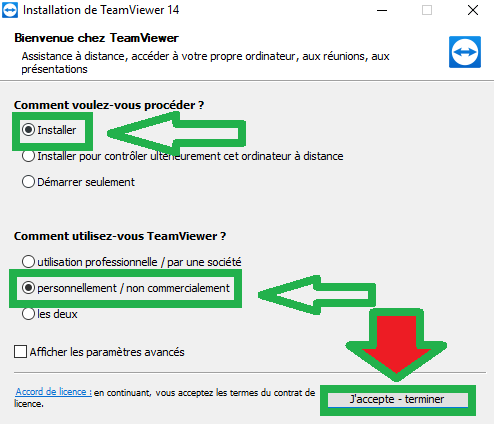 Installation de TeamViewer 14
Bienvenue chez TeamViewer
Assistance à distance, accéder à votre propre ordinateur, aux réunions, aux
présentations
Comment voulez-vous procéder ?
Installer
Installer pour contrôler ultérieurement cet ordinateur à distance
Démarrer seulement
Comment utilisez-vous TeamViewer ?
utilisation professionelle / par une société
personnellement / non commercialement
les deux
Afficher les paramètres avancés
Accord de licence : en continuant, vous acceptez les termes du contrat de
licence.
J'accepte - terminer